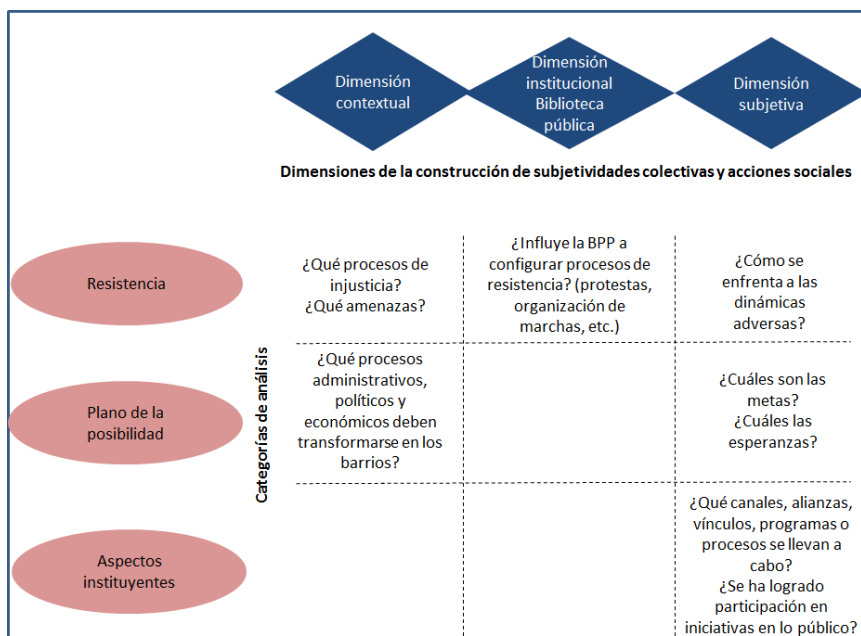 Dimensión
contextual
Dimensión
institucional
Biblioteca
pública
Dimensión
subjetiva
Dimensiones de la construcción de subjetividades colectivas y acciones sociales
Categorías de análisis
Resistencia
¿Qué procesos de
injusticia?
¿Qué amenazas?
¿Influye la BPP a
configurar procesos de
resistencia? (protestas,
organización de
marchas, etc.)
¿Cómo se
enfrenta a las
dinámicas
adversas?
Plano de la
posibilidad
¿Qué procesos
administrativos,
políticos y
económicos deben
transformarse en los
barrios?
¿Cuáles son las
metas?
¿Cuáles las
esperanzas?
Aspectos
instituyentes
¿Qué canales, alianzas,
vínculos, programas o
procesos se llevan a
cabo?
¿Se ha logrado
participación en
iniciativas en lo público?